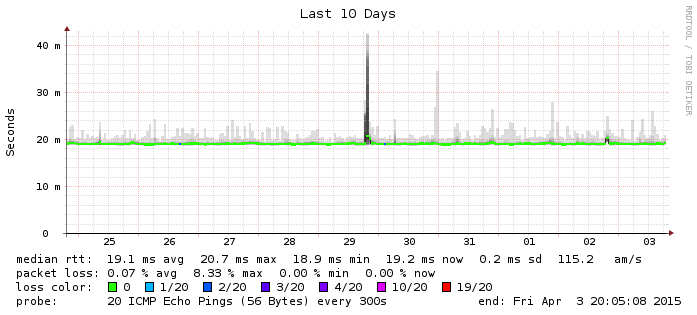 Last 10 Days
RRDTOOL / TOBI OETIKER
Seconds
40 m
30 m
20 m
10 m
0
25 26 27 28 29 30 31 01 02 03
median rtt: 19.1 ms avg 20.7 ms max 18.9 ms min 19.2 ms now 0.2 ms sd 115.2 am/s
packet loss: 0.07 % avg 8.33 % max 0.00 % min 0.00 % now
loss color: 0 1/20 2/20 3/20 4/20 10/20 19/20
probe: 20 ICMP Echo Pings (56 Bytes) every 300s end: Fri Apr 3 20:05:08 2015